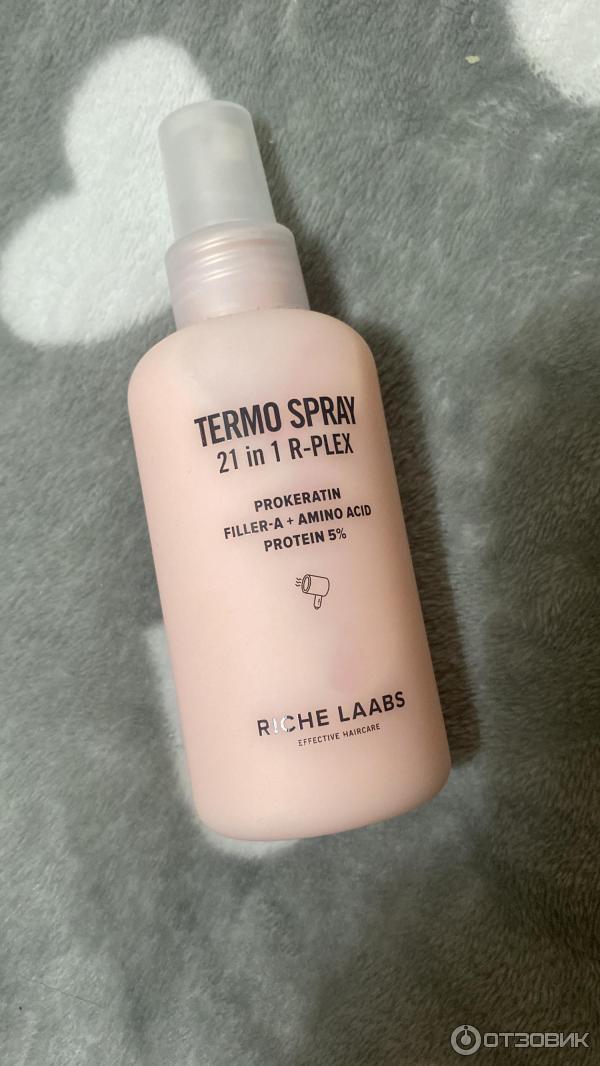 TERMO SPRAY
21 in 1 R-PLEX
PROKERATIN
FILLER-A + AMINO ACID
PROTEIN 5%
RICHE LAABS
EFFECTIVE HAIRCARE
ОТЗОВИК